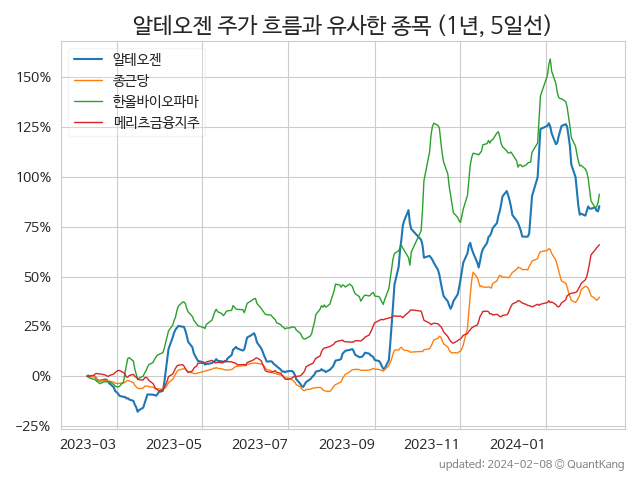 알테오젠 주가 흐름과 유사한 종목 (1년, 5일선)
알테오젠
종근당
한올바이오파마
메리츠금융지주
150%
125%
100%
75%
50%
25%
0%
−25%
2023-03 2023-05 2023-07 2023-09 2023-11 2024-01
updated: 2024-02-08 © QuantKang